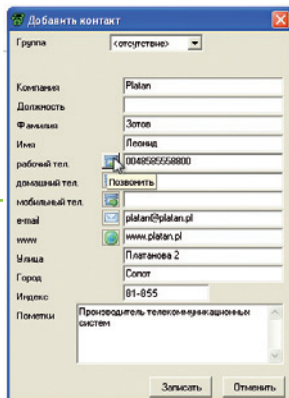 Добавить контакт
Группа <отсутствие>
Компания Platan
Должность
Фамилия Зотов
Имя Леонид
рабочий тел. 0048585558800
домашний тел. Позвонить
мобильный тел.
e-mail platan@platan.pl
www www.platan.pl
Улица Платанова 2
Город Сопот
Индекс 81-855
Пометки Производитель телекоммуникационных
систем
Записать Отменить